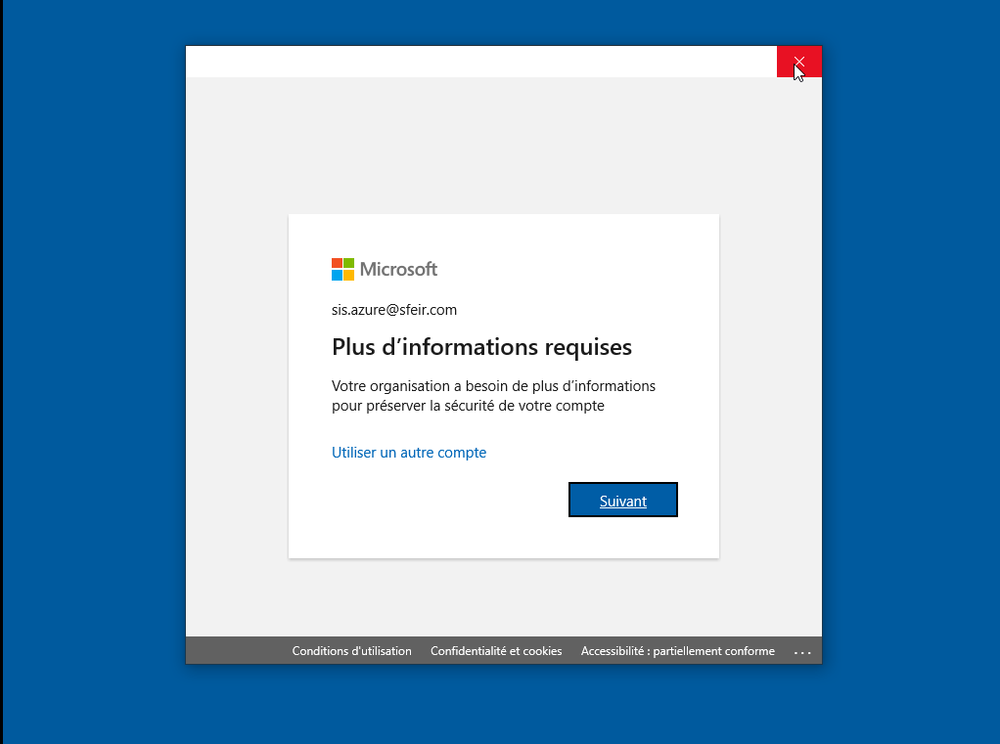 Microsoft
sis.azure@sfeir.com
Plus d’informations requises
Votre organisation a besoin de plus d’informations
pour préserver la sécurité de votre compte
Utiliser un autre compte
Suivant
Conditions d'utilisation Confidentialité et cookies Accessibilité : partiellement conforme ...